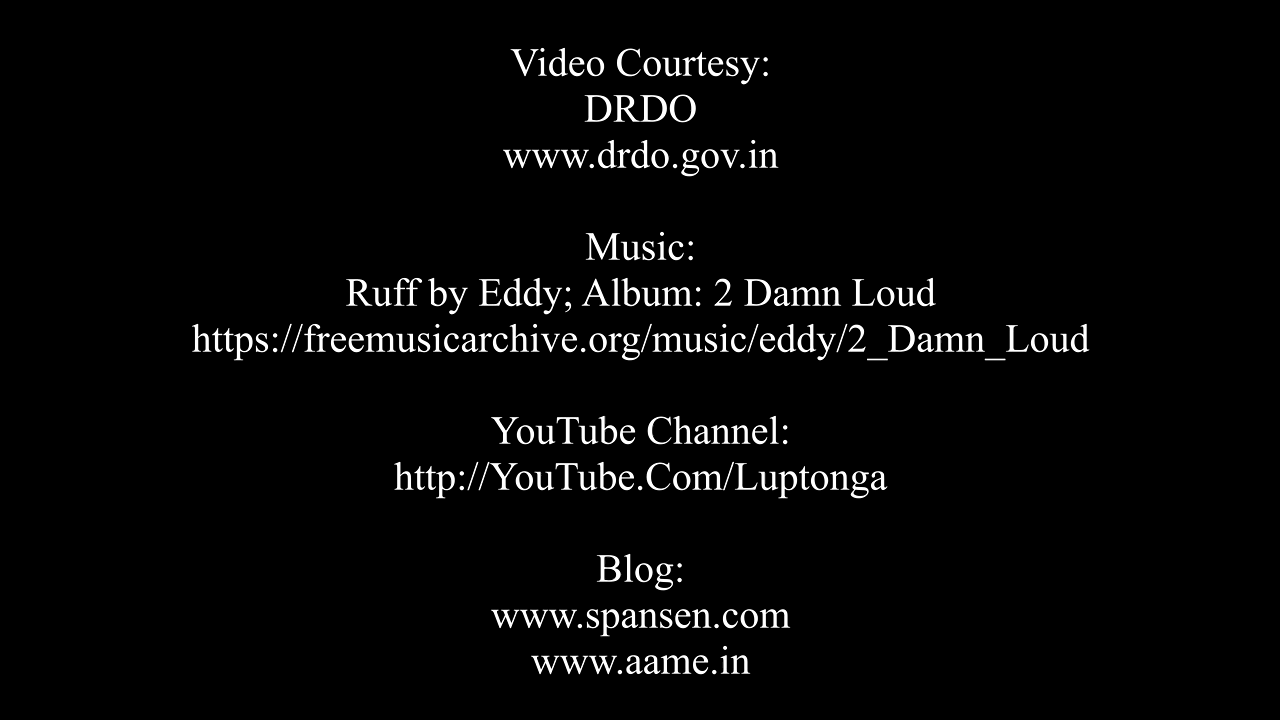 Video Courtesy:
DRDO
www.drdo.gov.in
Music:
Ruff by Eddy; Album: 2 Damn Loud
https://freemusicarchive.org/music/eddy/2_Damn_Loud
YouTube Channel:
http://YouTube.Com/Luptonga
Blog:
www.spansen.com
www.aame.in